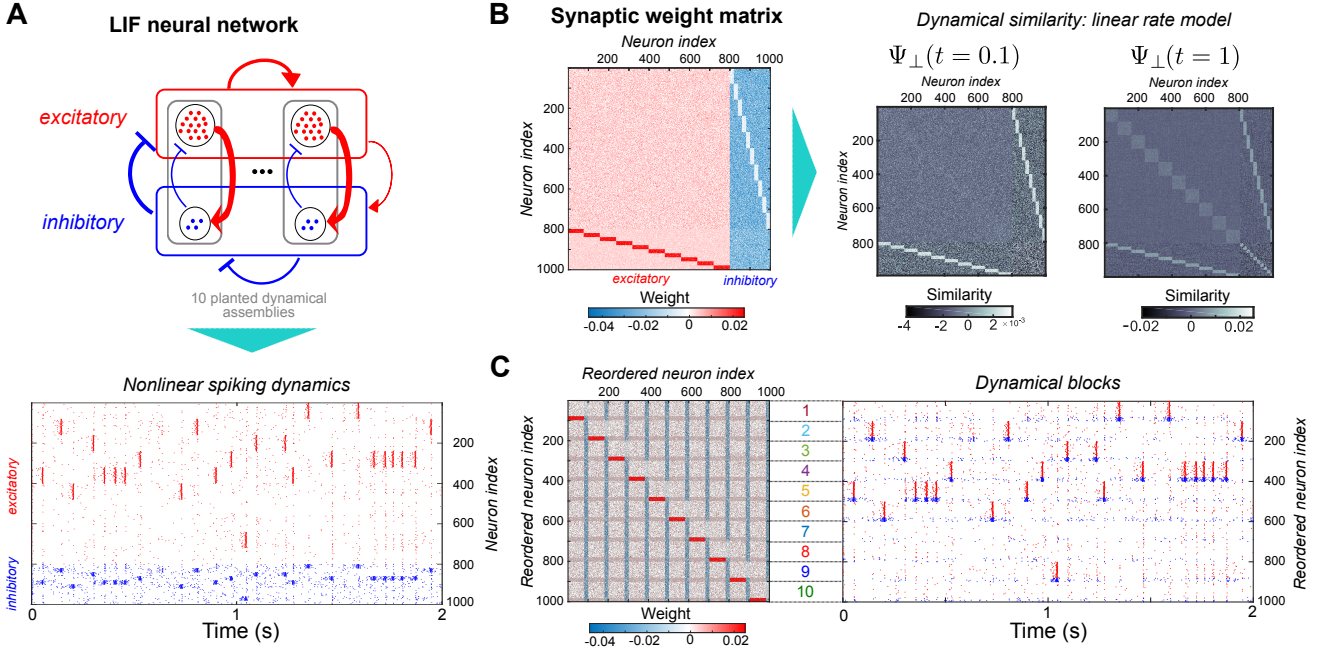 A
LIF neural network
excitatory
inhibitory
...
10 planted dynamical
assemblies
Nonlinear spiking dynamics
200
400
600
800
1000
Neuron index
excitatory
inhibitory
0
1
2
Time (s)
B
Synaptic weight matrix
Neuron index
200 400 600 800 1000
Neuron index
200
400
600
800
1000
excitatory
inhibitory
Weight
-0.04 -0.02 0 0.02
Dynamical similarity: linear rate model
Ψ⊥(t = 0.1)
Neuron index
200 400 600 800
Neuron index
200
400
600
800
Similarity
-4 -2 0 2 ×10⁻³
Ψ⊥(t = 1)
Neuron index
200 400 600 800
200
400
600
800
Similarity
-0.02 0 0.02
C
Reordered neuron index
200 400 600 800 1000
Reordered neuron index
200
400
600
800
1000
Weight
-0.04 -0.02 0 0.02
1
2
3
4
5
6
7
8
9
10
Dynamical blocks
200
400
600
800
1000
Reordered neuron index
0 1 2
Time (s)